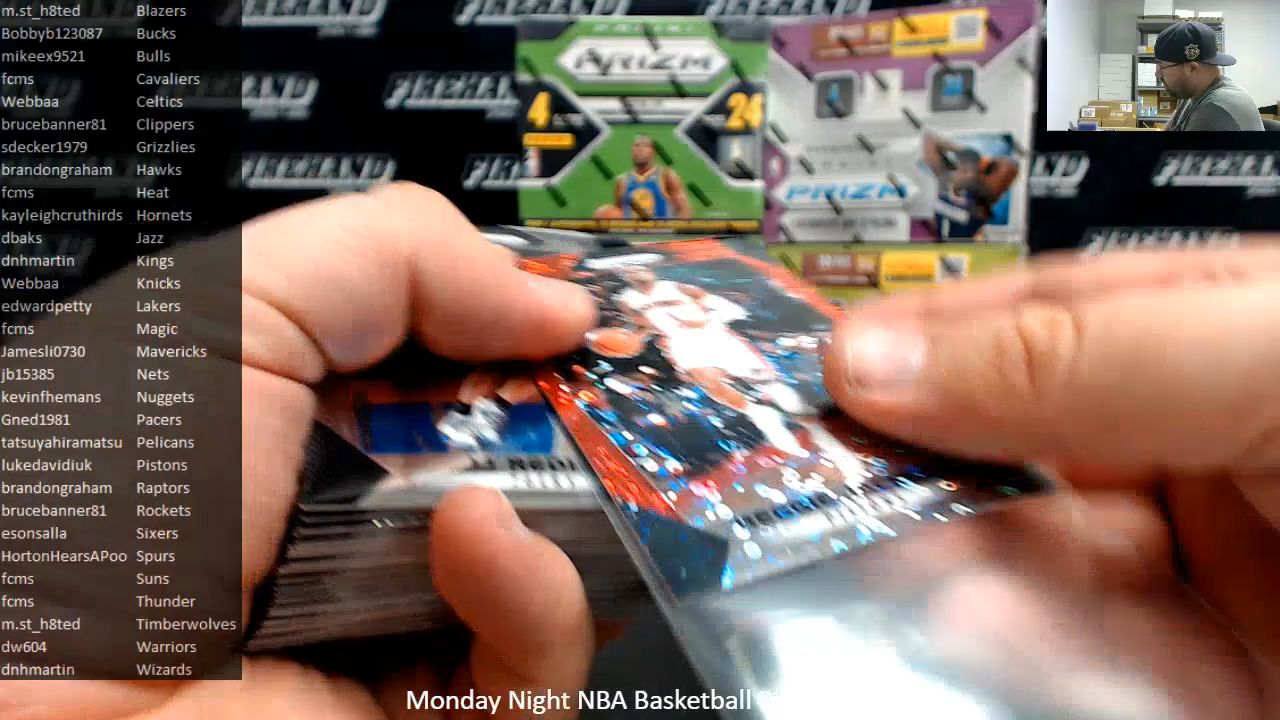 m.st_h8ted Blazers
Bobbyb123087 Bucks
mikeex9521 Bulls
fcms Cavaliers
Webbaa Celtics
brucebanner81 Clippers
sdecker1979 Grizzlies
brandongraham Hawks
fcms Heat
kayleighcruthirds Hornets
dbaks Jazz
dnhmartin Kings
Webbaa Knicks
edwardpetty Lakers
fcms Magic
Jamesli0730 Mavericks
jb15385 Nets
kevinfhemans Nuggets
Gned1981 Pacers
tatsuyahiramatsu Pelicans
lukedavidiuk Pistons
brandongraham Raptors
brucebanner81 Rockets
esonsalla Sixers
HortonHearsAPoo Spurs
fcms Suns
fcms Thunder
m.st_h8ted Timberwolves
dw604 Warriors
dnhmartin Wizards
FIREHAND
FIREHAND
FIREHAND
PANINI
PRIZM
4
24
PRIZM
Monday Night NBA Basketball